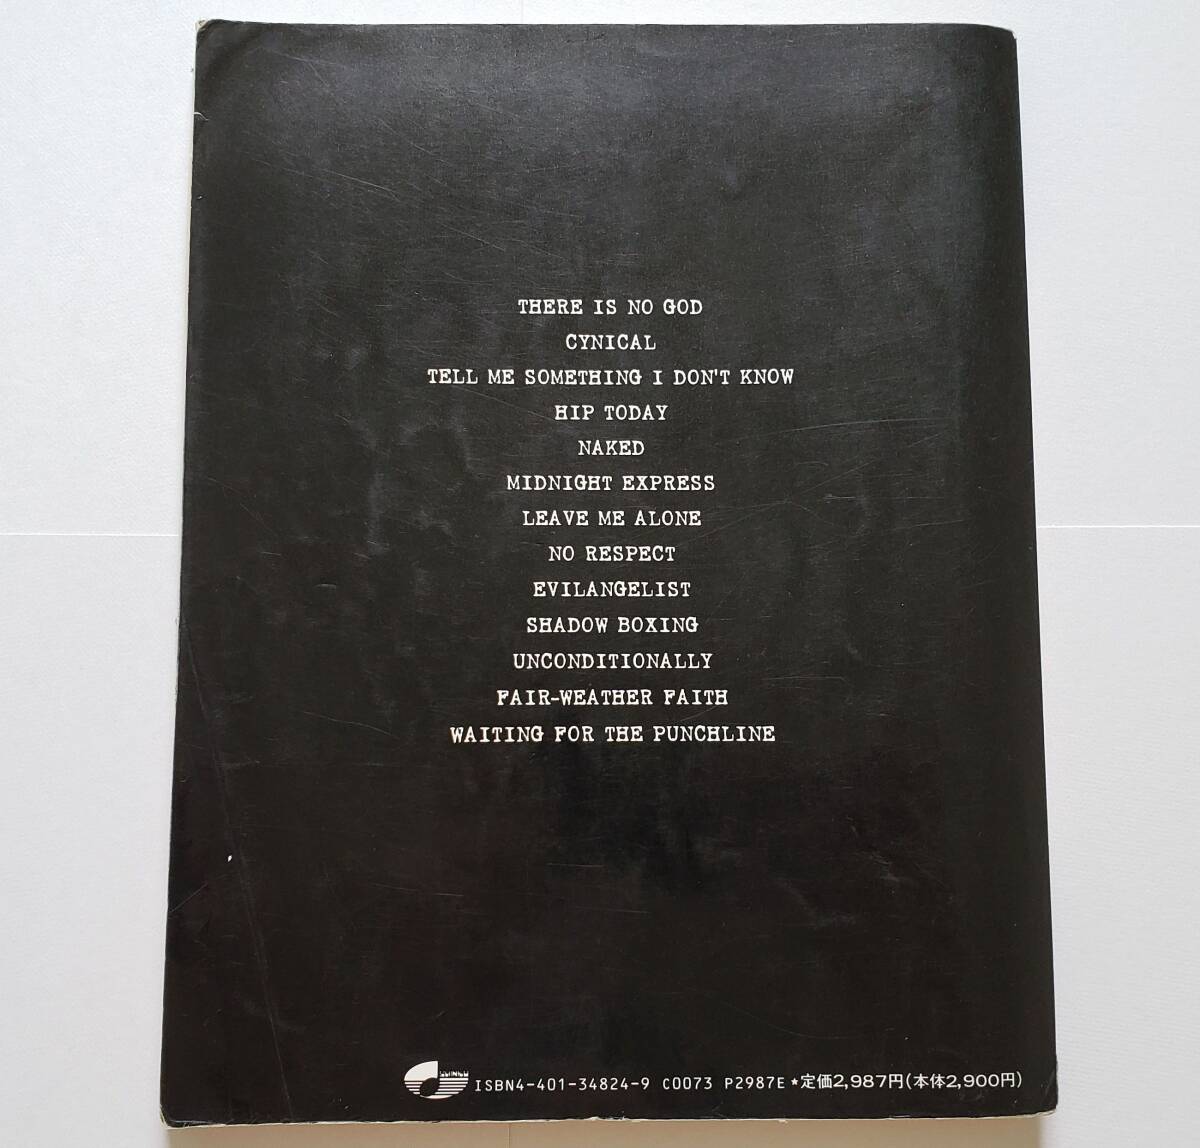 THERE IS NO GOD
CYNICAL
TELL ME SOMETHING I DON'T KNOW
HIP TODAY
NAKED
MIDNIGHT EXPRESS
LEAVE ME ALONE
NO RESPECT
EVILANGELIST
SHADOW BOXING
UNCONDITIONALLY
FAIR-WEATHER FAITH
WAITING FOR THE PUNCHLINE
ISBN4-401-34824-9 C0073 P2987E ★定価2,987円(本体2,900円)